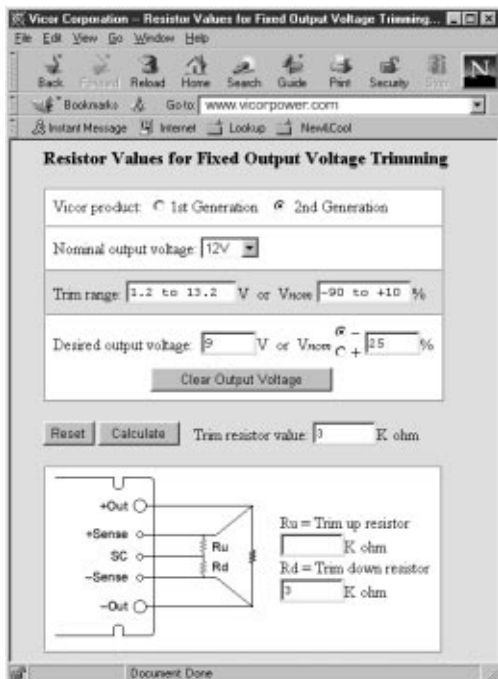 Vicor Corporation -- Resistor Values for Fixed Output Voltage Trimming...
File Edit View Go Window Help
Back Forward Reload Home Search Guide Print Security Stop N
Bookmarks Go to: www.vicorpower.com
Instant Message Internet Lookup New&Cool
Resistor Values for Fixed Output Voltage Trimming
Vicor product: 1st Generation 2nd Generation
Nominal output voltage: 12V
Trim range: 1.2 to 13.2 V or VNOM -90 to +10 %
Desired output voltage: 9 V or VNOM - + 25 %
Clear Output Voltage
Reset Calculate Trim resistor value: 3 K ohm
+Out
+Sense
SC
–Sense
–Out
Ru
Rd
Ru = Trim up resistor
K ohm
Rd = Trim down resistor
3 K ohm
Document Done